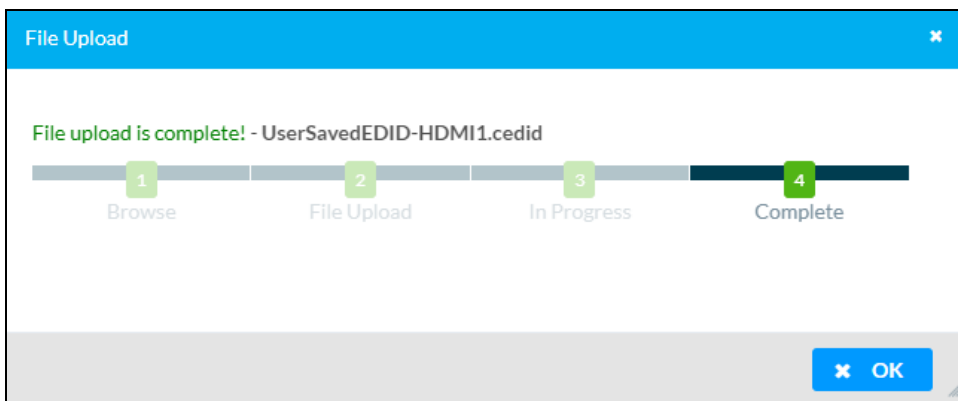 File Upload
File upload is complete! - UserSavedEDID-HDMI1.cedid
1 2 3 4
Browse File Upload In Progress Complete
OK